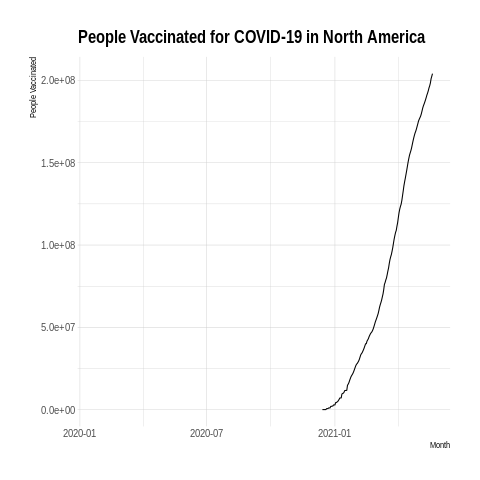 People Vaccinated for COVID-19 in North America
People Vaccinated
2.0e+08
1.5e+08
1.0e+08
5.0e+07
0.0e+00
2020-01 2020-07 2021-01
Month